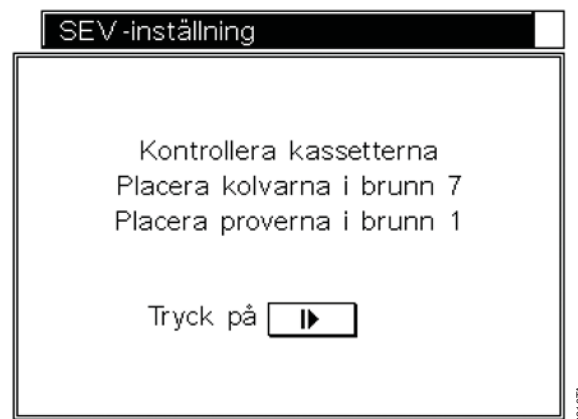 SEV-inställning
Kontrollera kassetterna
Placera kolvarna i brunn 7
Placera proverna i brunn 1
Tryck på